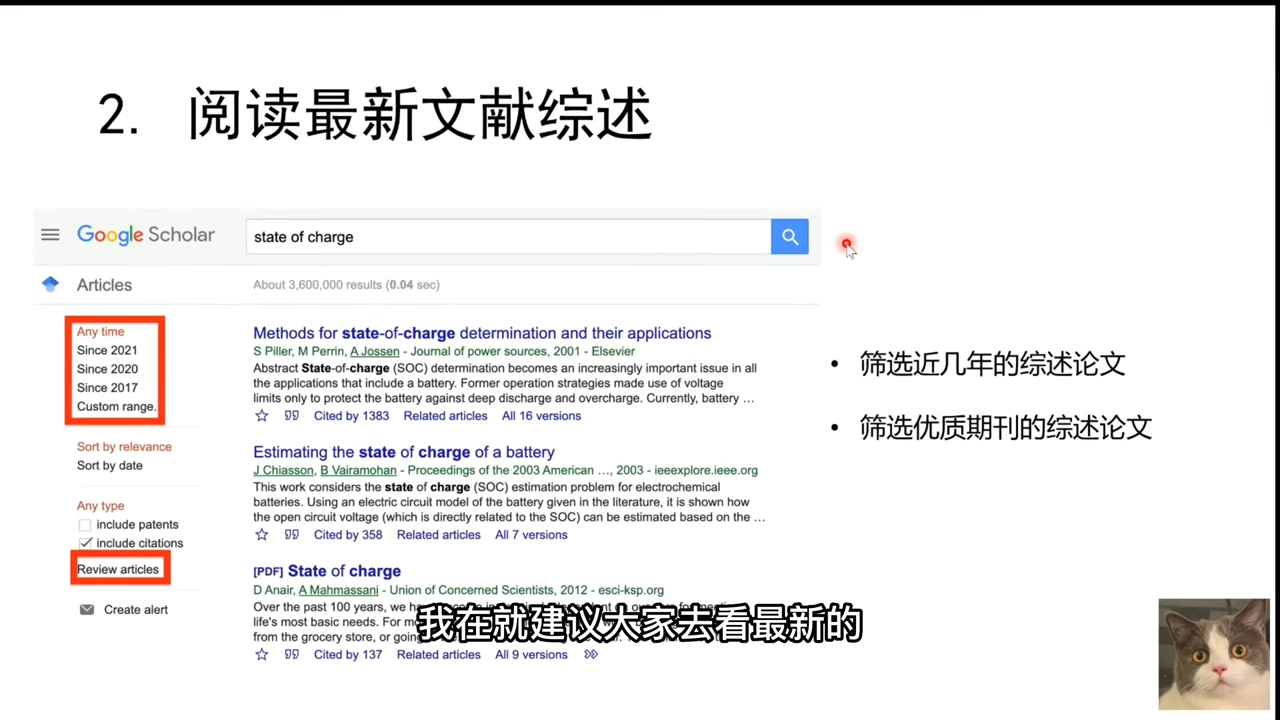 2. 阅读最新文献综述
Google Scholar
state of charge
Articles
About 3,600,000 results (0.04 sec)
Any time
Since 2021
Since 2020
Since 2017
Custom range.
Sort by relevance
Sort by date
Any type
include patents
include citations
Review articles
Create alert
Methods for state-of-charge determination and their applications
S Piller, M Perrin, A Jossen - Journal of power sources, 2001 - Elsevier
Abstract State-of-charge (SOC) determination becomes an increasingly important issue in all
the applications that include a battery. Former operation strategies made use of voltage
limits only to protect the battery against deep discharge and overcharge. Currently, battery …
Cited by 1383 Related articles All 16 versions
Estimating the state of charge of a battery
J Chiasson, B Vairamohan - Proceedings of the 2003 American …, 2003 - ieeexplore.ieee.org
This work considers the state of charge (SOC) estimation problem for electrochemical
batteries. Using an electric circuit model of the battery given in the literature, it is shown how
the open circuit voltage (which is directly related to the SOC) can be estimated based on the …
Cited by 358 Related articles All 7 versions
[PDF] State of charge
D Anair, A Mahmassani - Union of Concerned Scientists, 2012 - esci-ksp.org
Over the past 100 years, we
life's most basic needs. For
from the grocery store, or going
Cited by 137 Related articles All 9 versions
• 筛选近几年的综述论文
• 筛选优质期刊的综述论文
我在就建议大家去看最新的